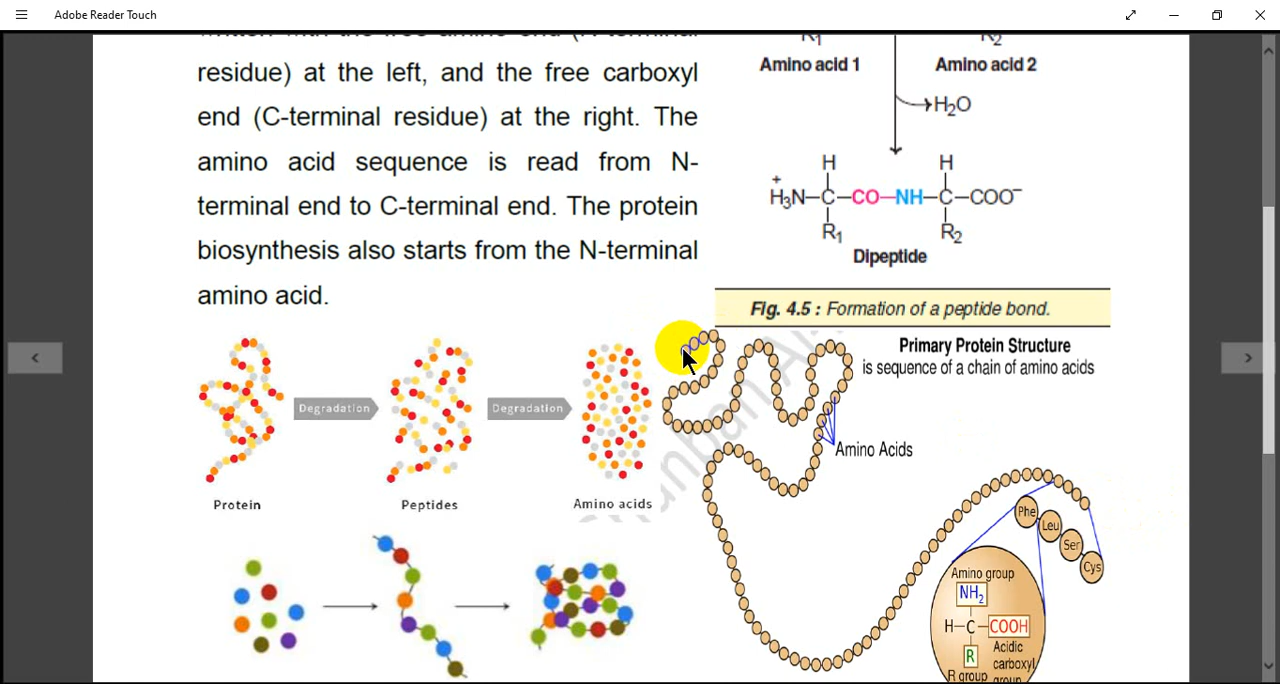 Adobe Reader Touch
residue) at the left, and the free carboxyl
end (C-terminal residue) at the right. The
amino acid sequence is read from N-
terminal end to C-terminal end. The protein
biosynthesis also starts from the N-terminal
amino acid.
R₁ R₂
Amino acid 1 Amino acid 2
H₂O
H H
+
H₃N–C–CO–NH–C–COO⁻
R₁ R₂
Dipeptide
Fig. 4.5 : Formation of a peptide bond.
Degradation
Degradation
Protein
Peptides
Amino acids
Primary Protein Structure
is sequence of a chain of amino acids
Amino Acids
Phe
Leu
Ser
Cys
Amino group
NH₂
H–C–COOH
R
Acidic
carboxyl
R group